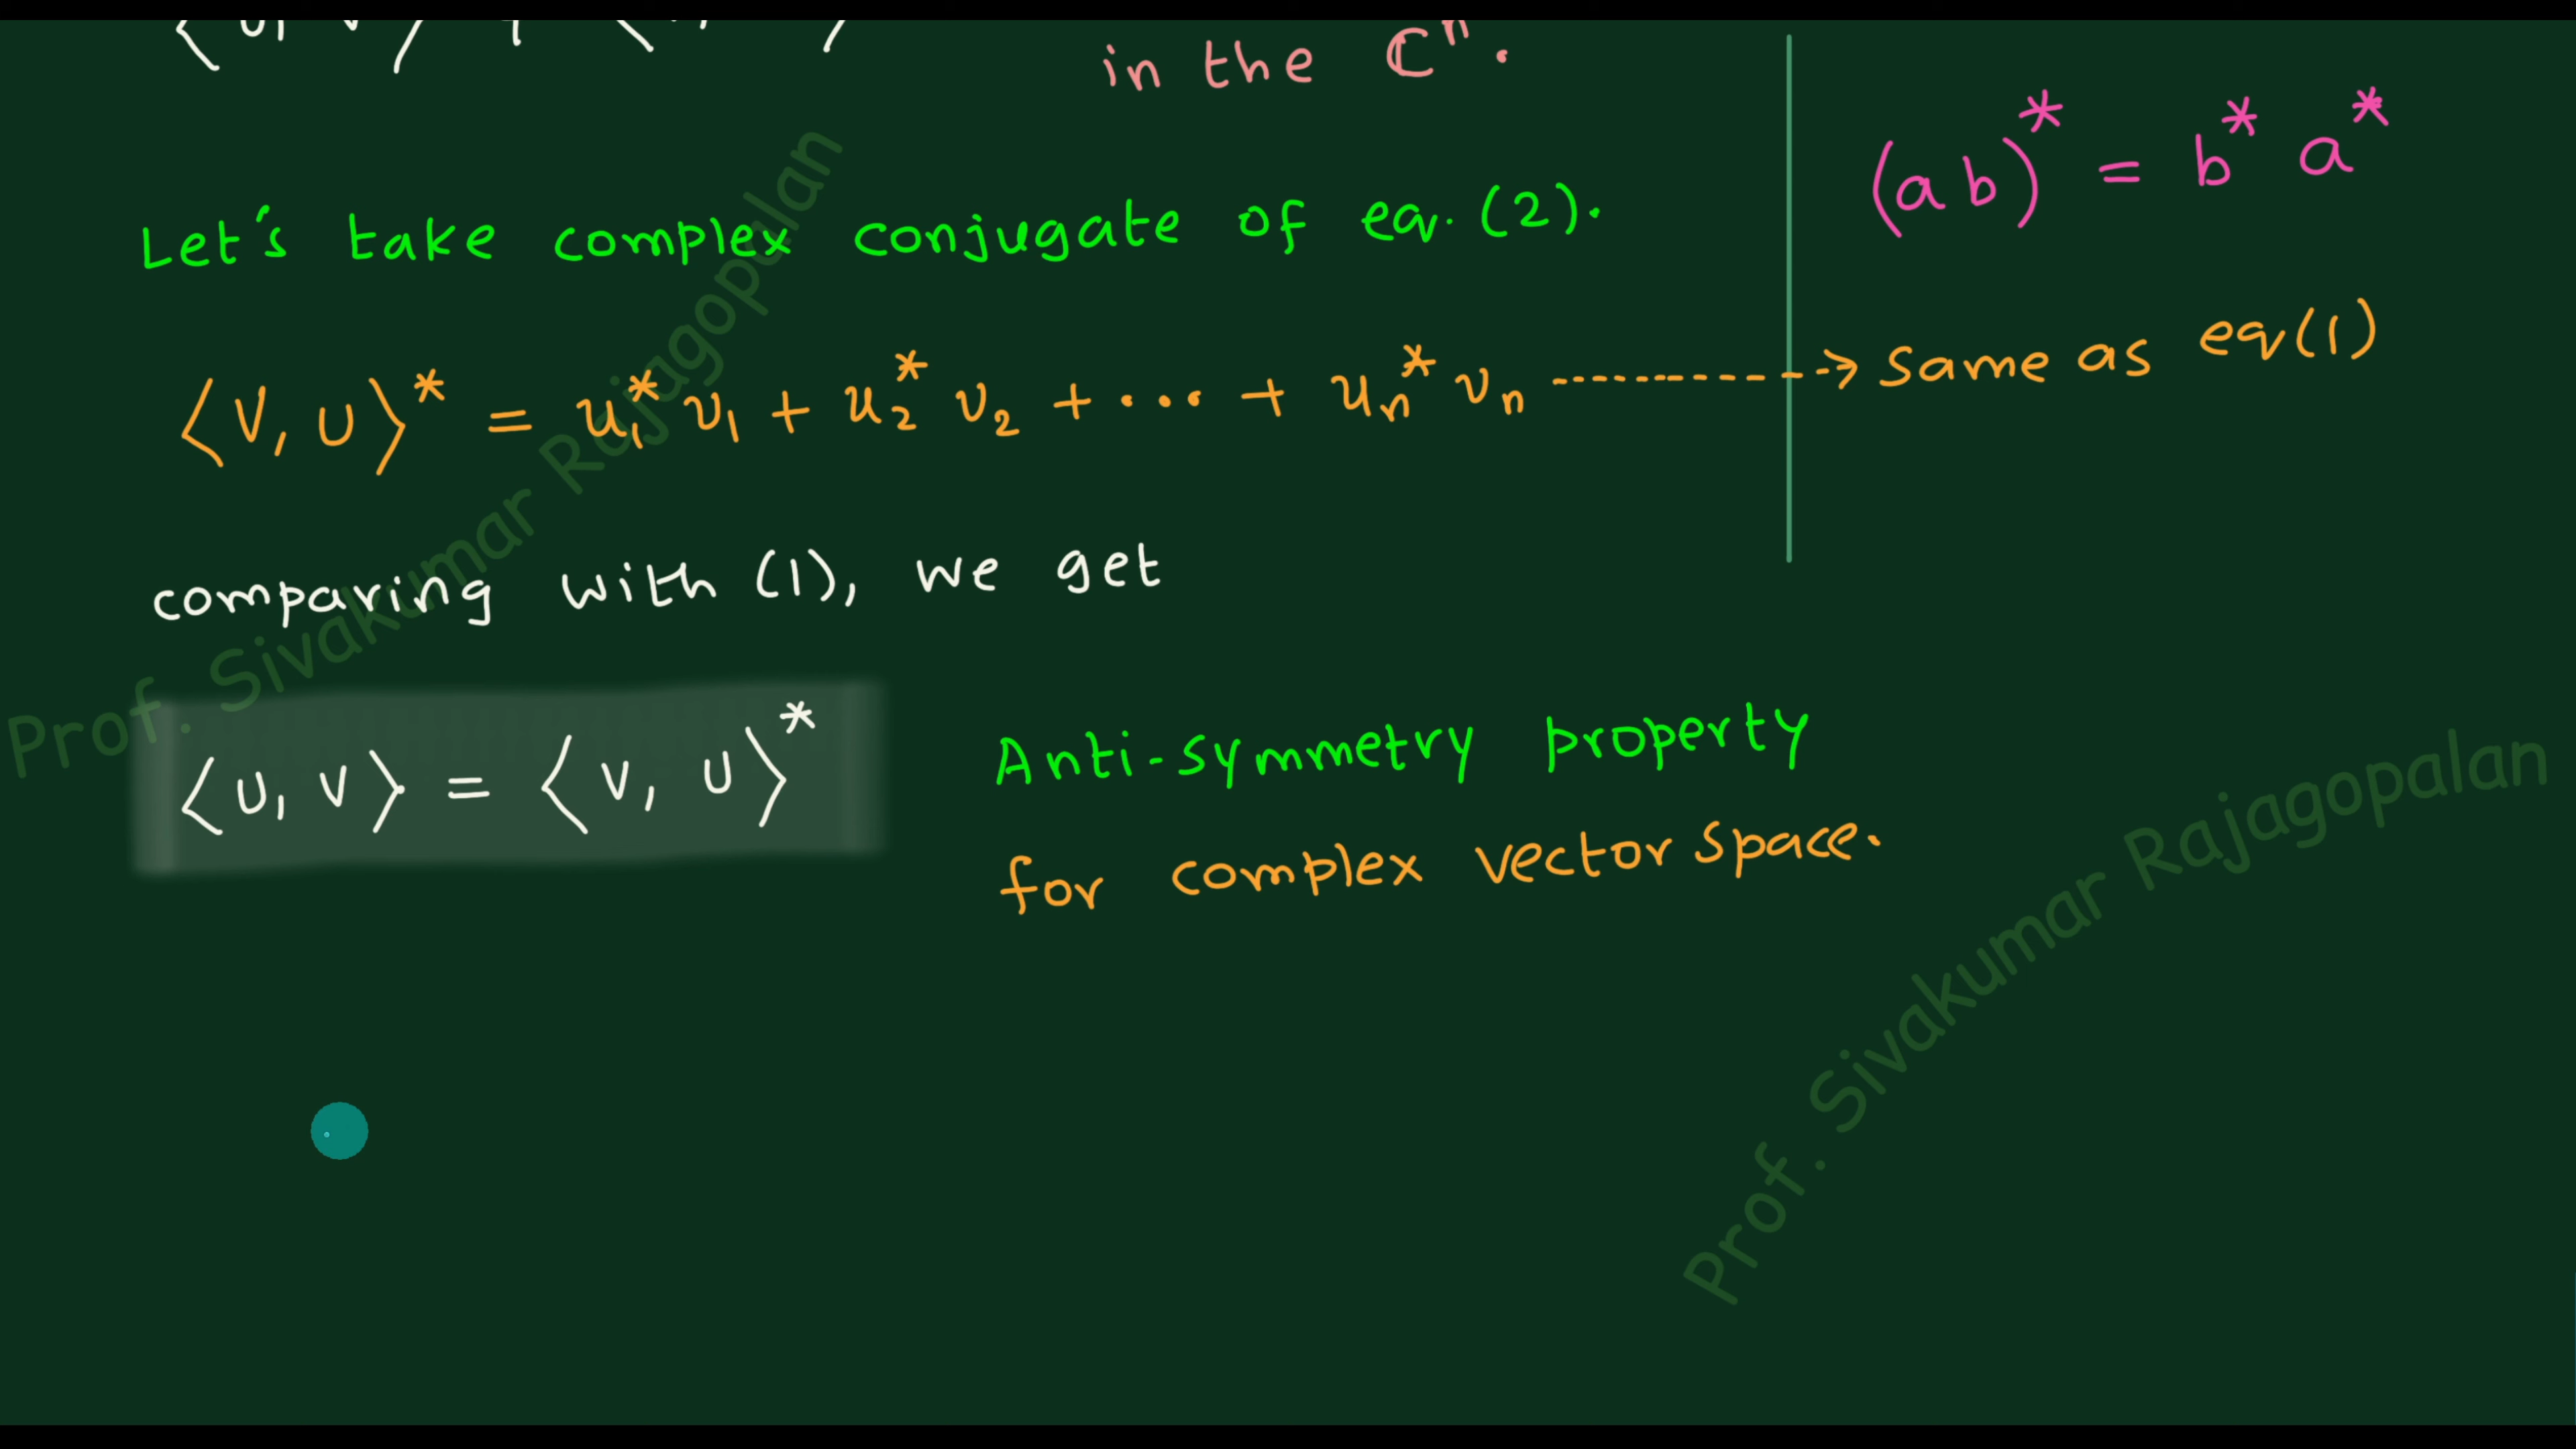 in the ℂⁿ.
(ab)* = b* a*
Let's take complex conjugate of eq. (2).
⟨V, U⟩* = u₁* v₁ + u₂* v₂ + ··· + uₙ* vₙ -----------→ same as eq(1)
comparing with (1), we get
⟨U, V⟩ = ⟨V, U⟩*
Anti-symmetry property
for complex vector space.
Prof. Sivakumar Rajagopalan
Prof. Sivakumar Rajagopalan